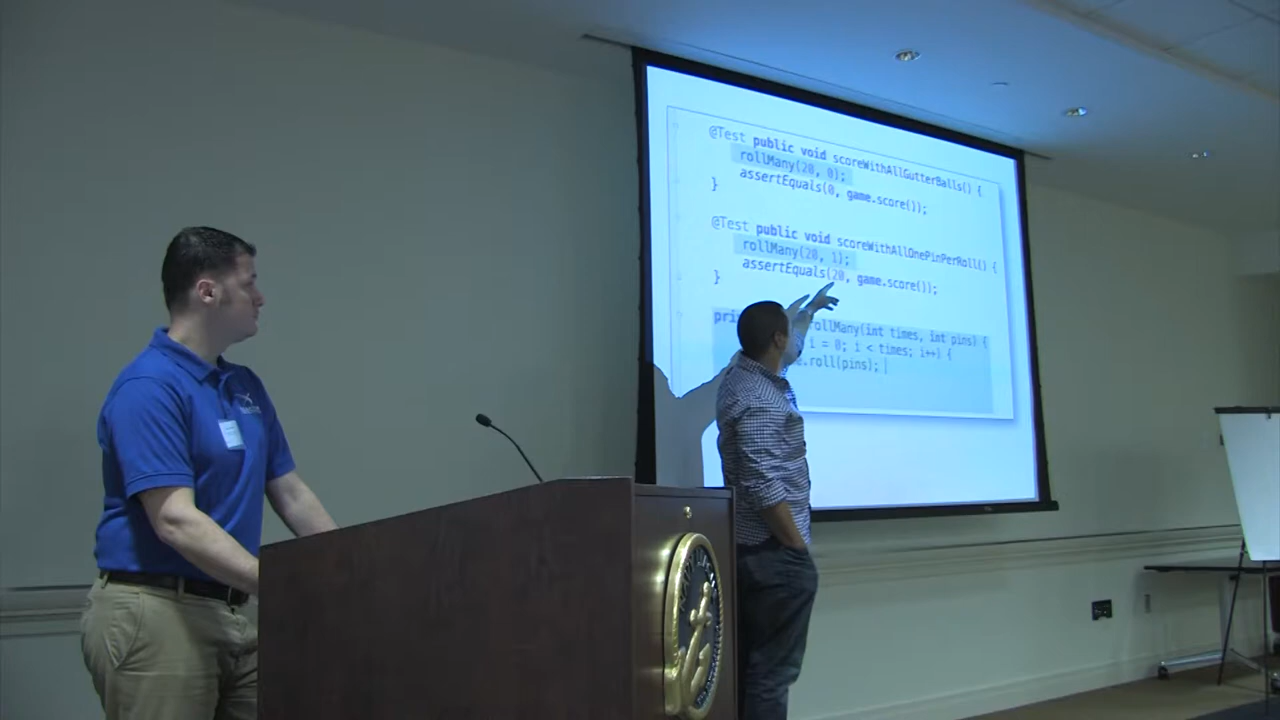 @Test public void scoreWithAllGutterBalls() {
rollMany(20, 0);
assertEquals(0, game.score());
}
@Test public void scoreWithAllOnePinPerRoll() {
rollMany(20, 1);
assertEquals(20, game.score());
}
rollMany(int times, int pins) {
i = 0; i < times; i++) {
.roll(pins);